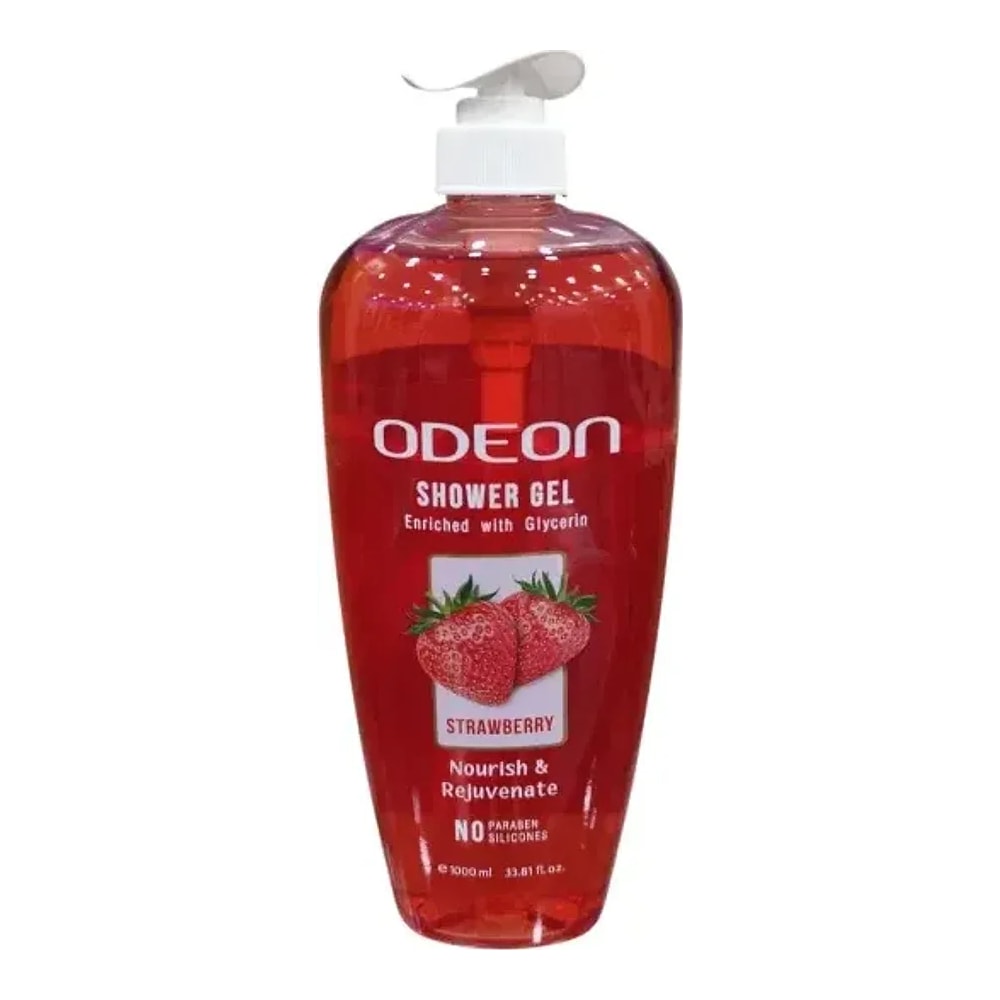 ODEON
SHOWER GEL
Enriched with Glycerin
STRAWBERRY
Nourish &
Rejuvenate
NO PARABEN
SILICONES
e 1000 ml 33.81 fl.oz.